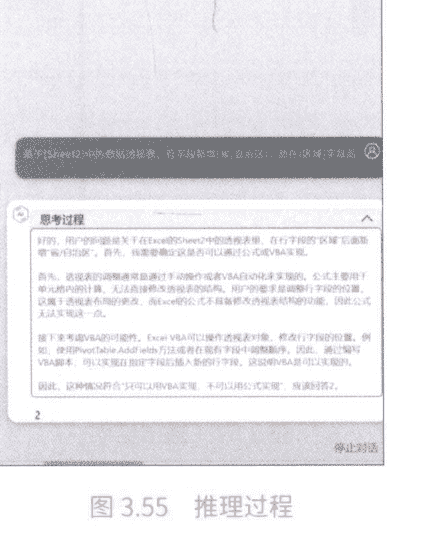 基于[Sheet2]中的数据透视表，行字段新增:省/自治区，放在[区域]字段后
思考过程
好的，用户的问题是关于在Excel的Sheet2中的透视表里，在行字段的“区域”后面新
增“省/自治区”。首先，我需要确定这是否可以通过公式或VBA实现。
首先，透视表的调整通常是通过手动操作或者VBA自动化来实现的。公式主要用于
单元格内的计算，无法直接修改透视表的结构。用户的要求是调整行字段的位置，
这属于透视表布局的更改，而Excel的公式不具备修改透视表结构的功能，因此公式
无法实现这一点。
接下来考虑VBA的可能性。Excel VBA可以操作透视表对象，修改行字段的位置。例
如，使用PivotTable.AddFields方法或者在现有字段中调整顺序。因此，通过编写
VBA脚本，可以实现在指定字段后插入新的行字段，这说明VBA是可以实现的。
因此，这种情况符合“只可以用VBA实现，不可以用公式实现”，应该回答2。
2
停止对话
图 3.55 推理过程